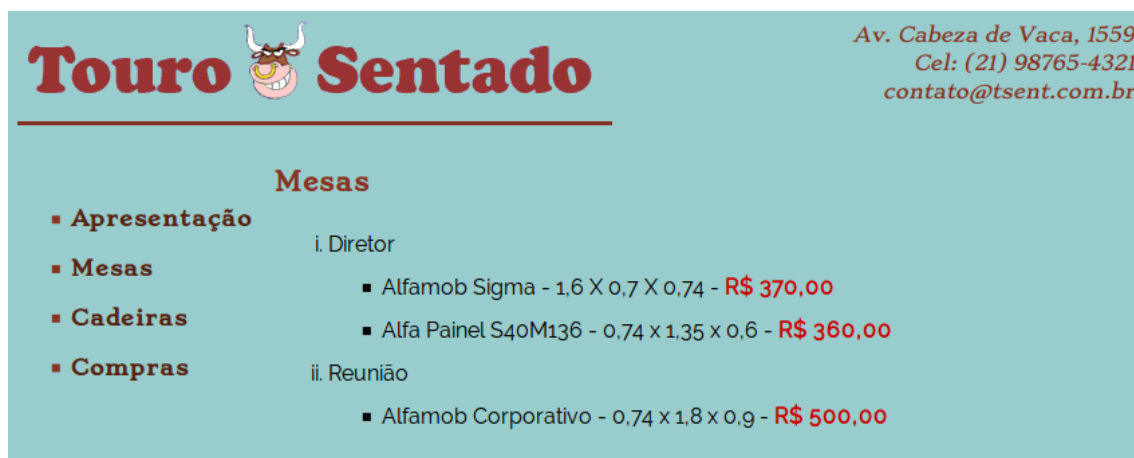 Touro Sentado
Av. Cabeza de Vaca, 1559
Cel: (21) 98765-4321
contato@tsent.com.br
Apresentação
Mesas
Cadeiras
Compras
Mesas
i. Diretor
Alfamob Sigma - 1,6 X 0,7 X 0,74 - R$ 370,00
Alfa Painel S40M136 - 0,74 x 1,35 x 0,6 - R$ 360,00
ii. Reunião
Alfamob Corporativo - 0,74 x 1,8 x 0,9 - R$ 500,00